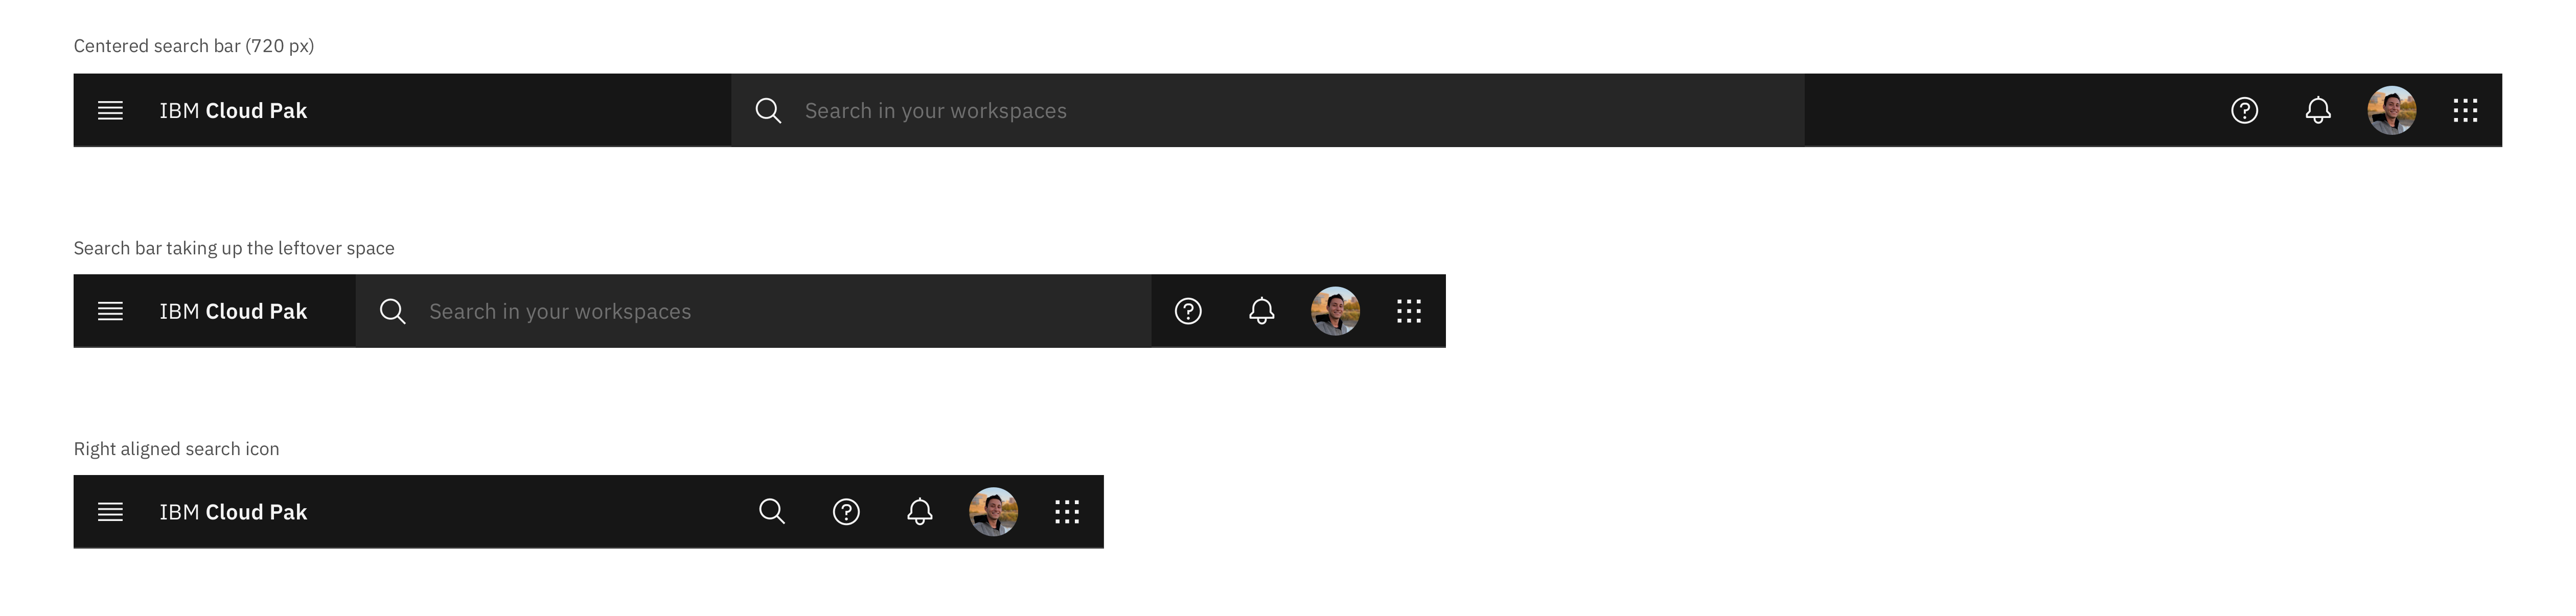 Centered search bar (720 px)
IBM Cloud Pak
Search in your workspaces
Search bar taking up the leftover space
IBM Cloud Pak
Search in your workspaces
Right aligned search icon
IBM Cloud Pak